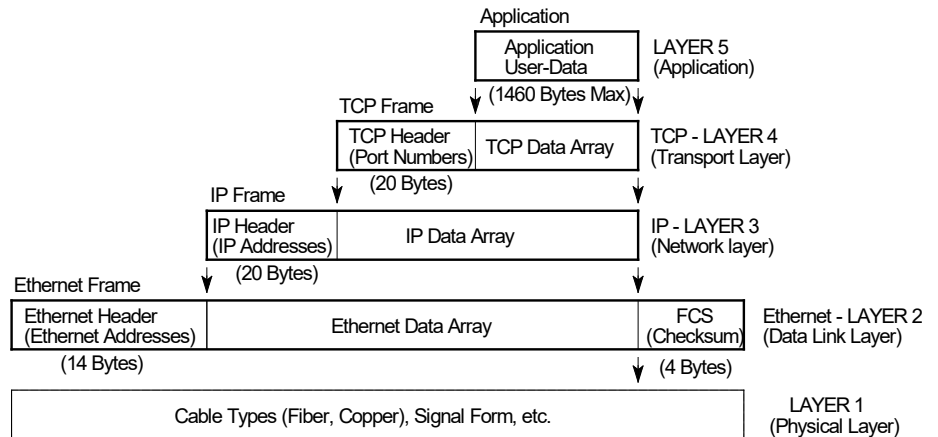 Application
Application
User-Data
LAYER 5
(Application)
(1460 Bytes Max)
TCP Frame
TCP Header
(Port Numbers)
TCP Data Array
TCP - LAYER 4
(Transport Layer)
(20 Bytes)
IP Frame
IP Header
(IP Addresses)
IP Data Array
IP - LAYER 3
(Network layer)
(20 Bytes)
Ethernet Frame
Ethernet Header
(Ethernet Addresses)
Ethernet Data Array
FCS
(Checksum)
Ethernet - LAYER 2
(Data Link Layer)
(14 Bytes)
(4 Bytes)
Cable Types (Fiber, Copper), Signal Form, etc.
LAYER 1
(Physical Layer)